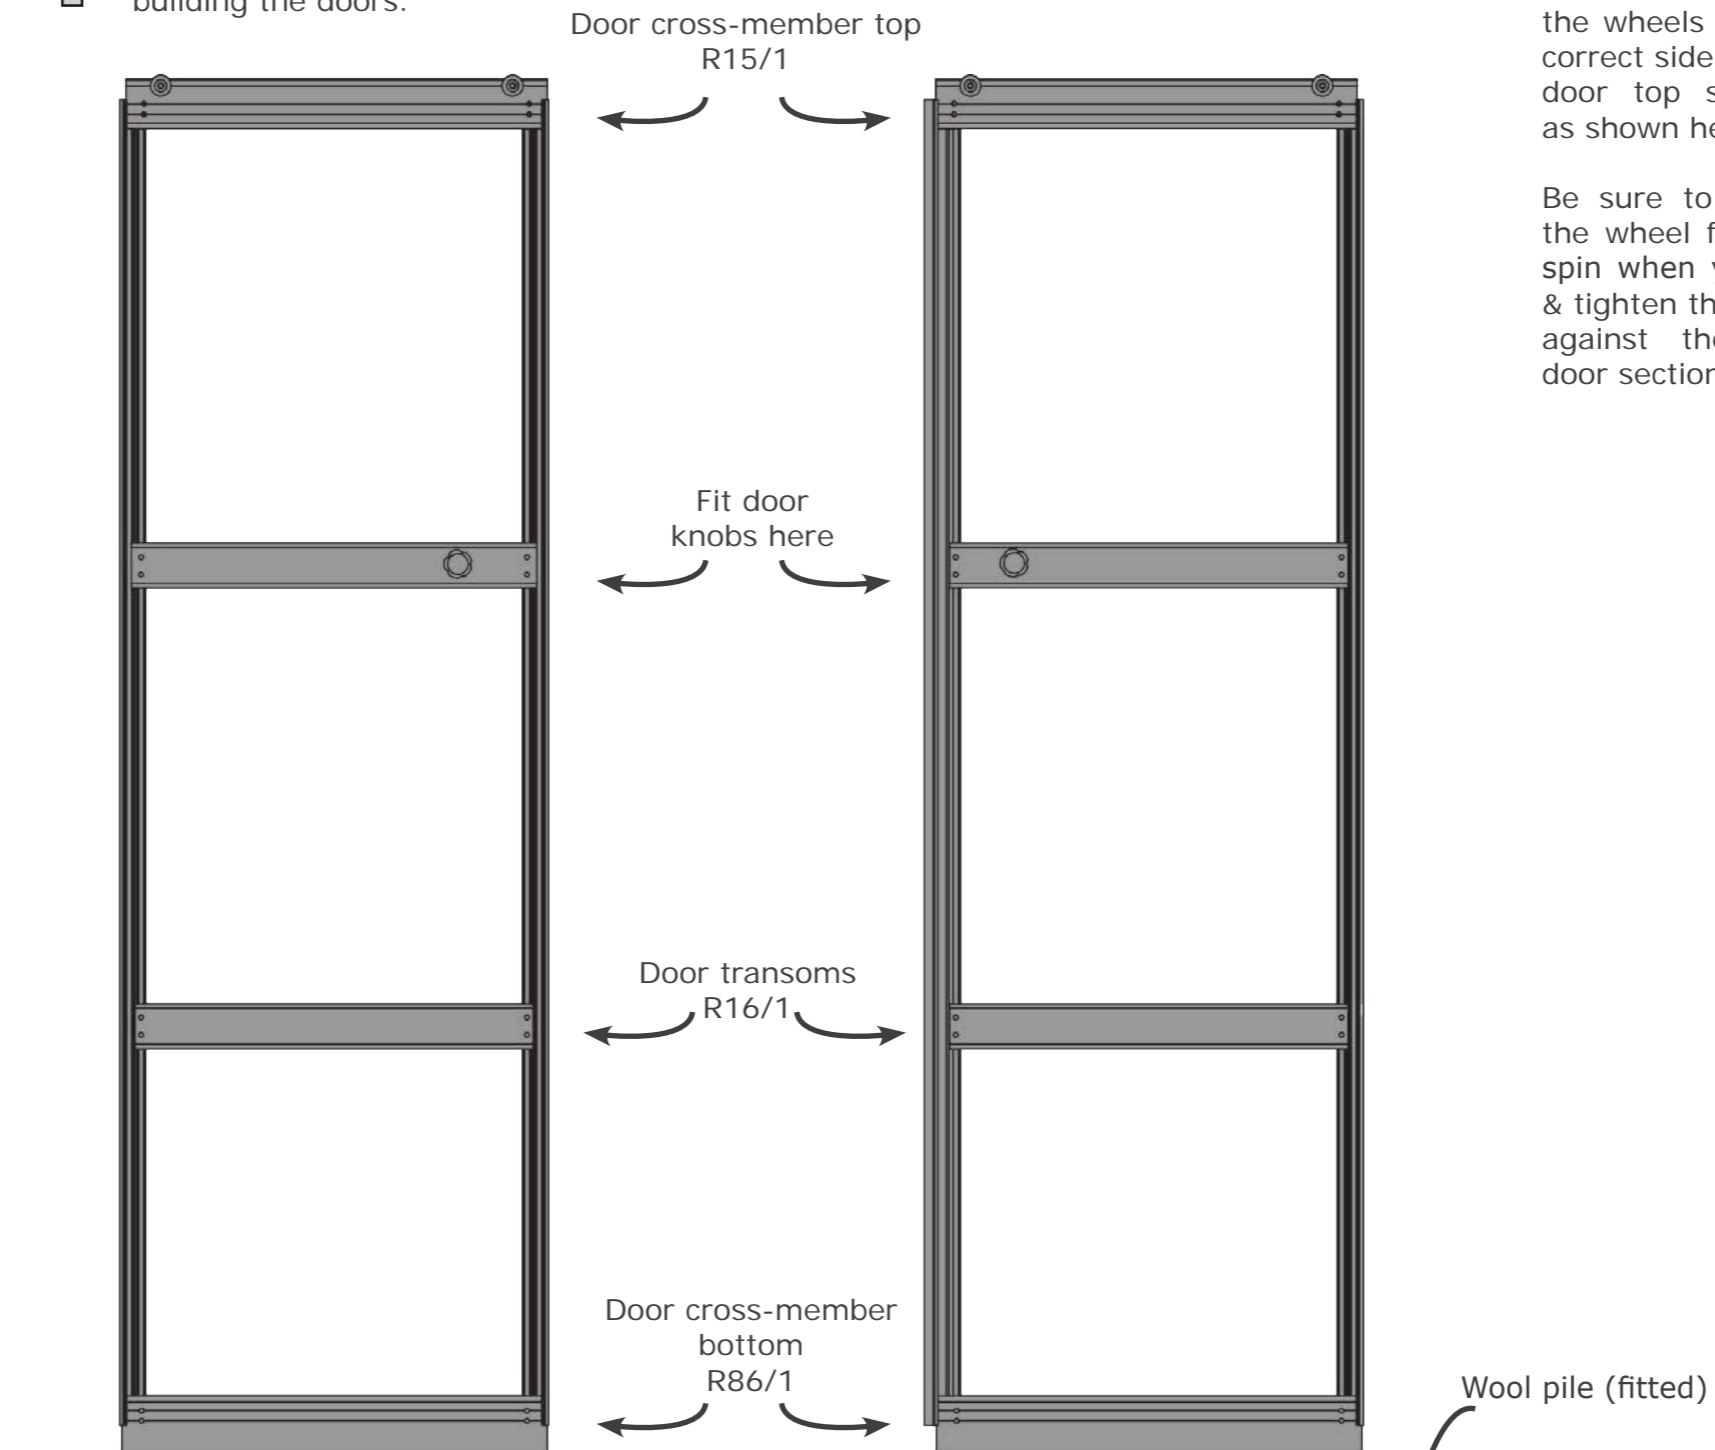 building the doors.
Door cross-member top
R15/1
Fit door
knobs here
Door transoms
R16/1
Door cross-member
bottom
R86/1
the wheels
correct side
door top s
as shown he
Be sure to
the wheel f
spin when y
& tighten th
against the
door section
Wool pile (fitted)